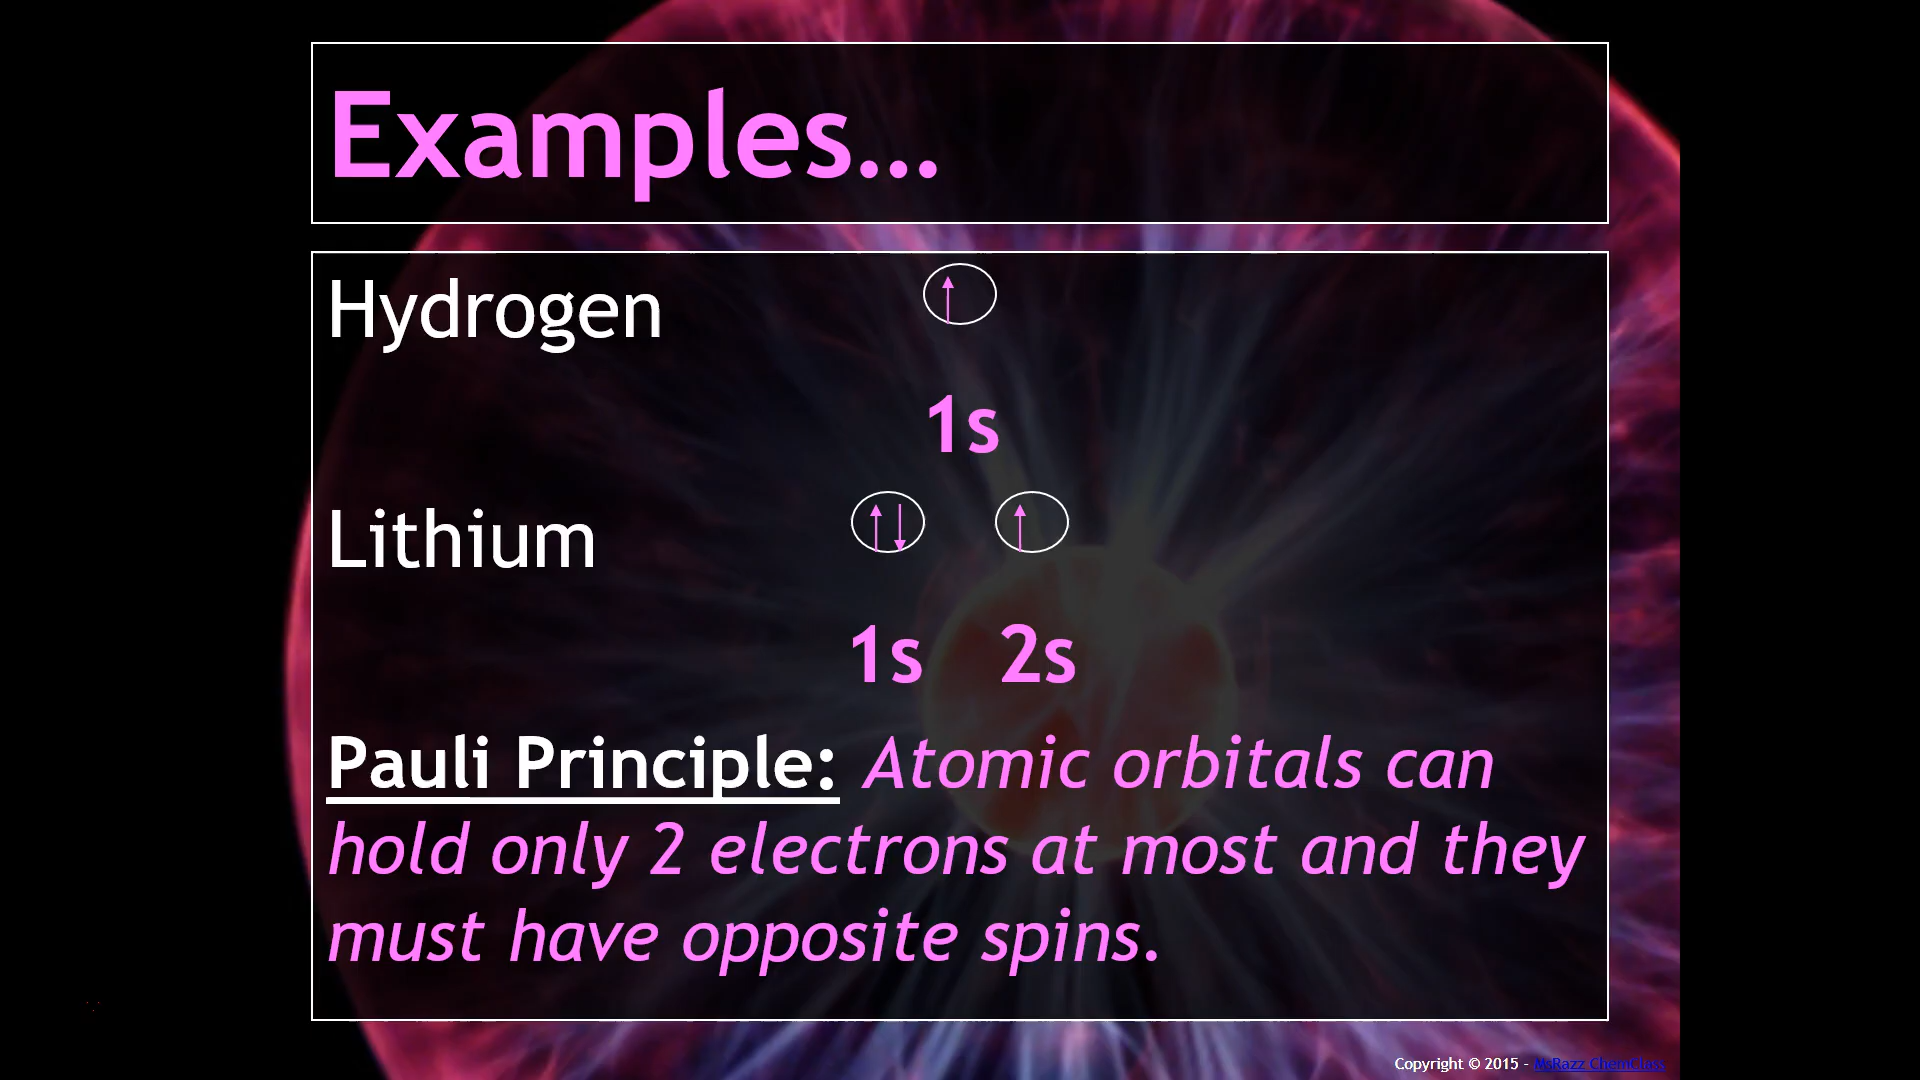 Examples…
Hydrogen
1s
Lithium
1s 2s
Pauli Principle: Atomic orbitals can
hold only 2 electrons at most and they
must have opposite spins.
Copyright © 2015 - MsRazz ChemClass